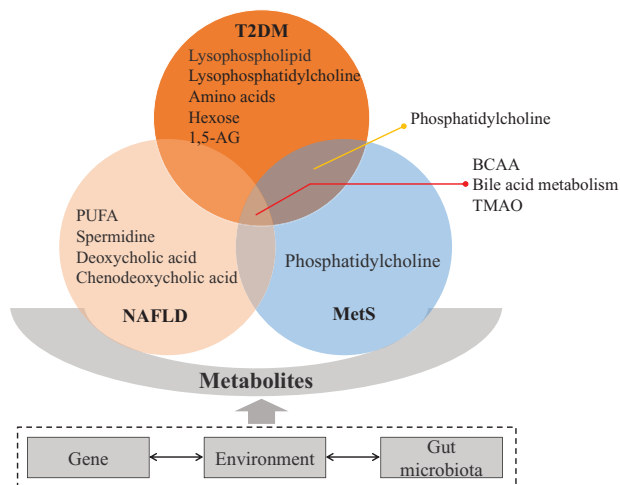 T2DM
Lysophospholipid
Lysophosphatidylcholine
Amino acids
Hexose
1,5-AG
Phosphatidylcholine
BCAA
Bile acid metabolism
TMAO
PUFA
Spermidine
Deoxycholic acid
Chenodeoxycholic acid
NAFLD
Phosphatidylcholine
MetS
Metabolites
Gene
Environment
Gut
microbiota